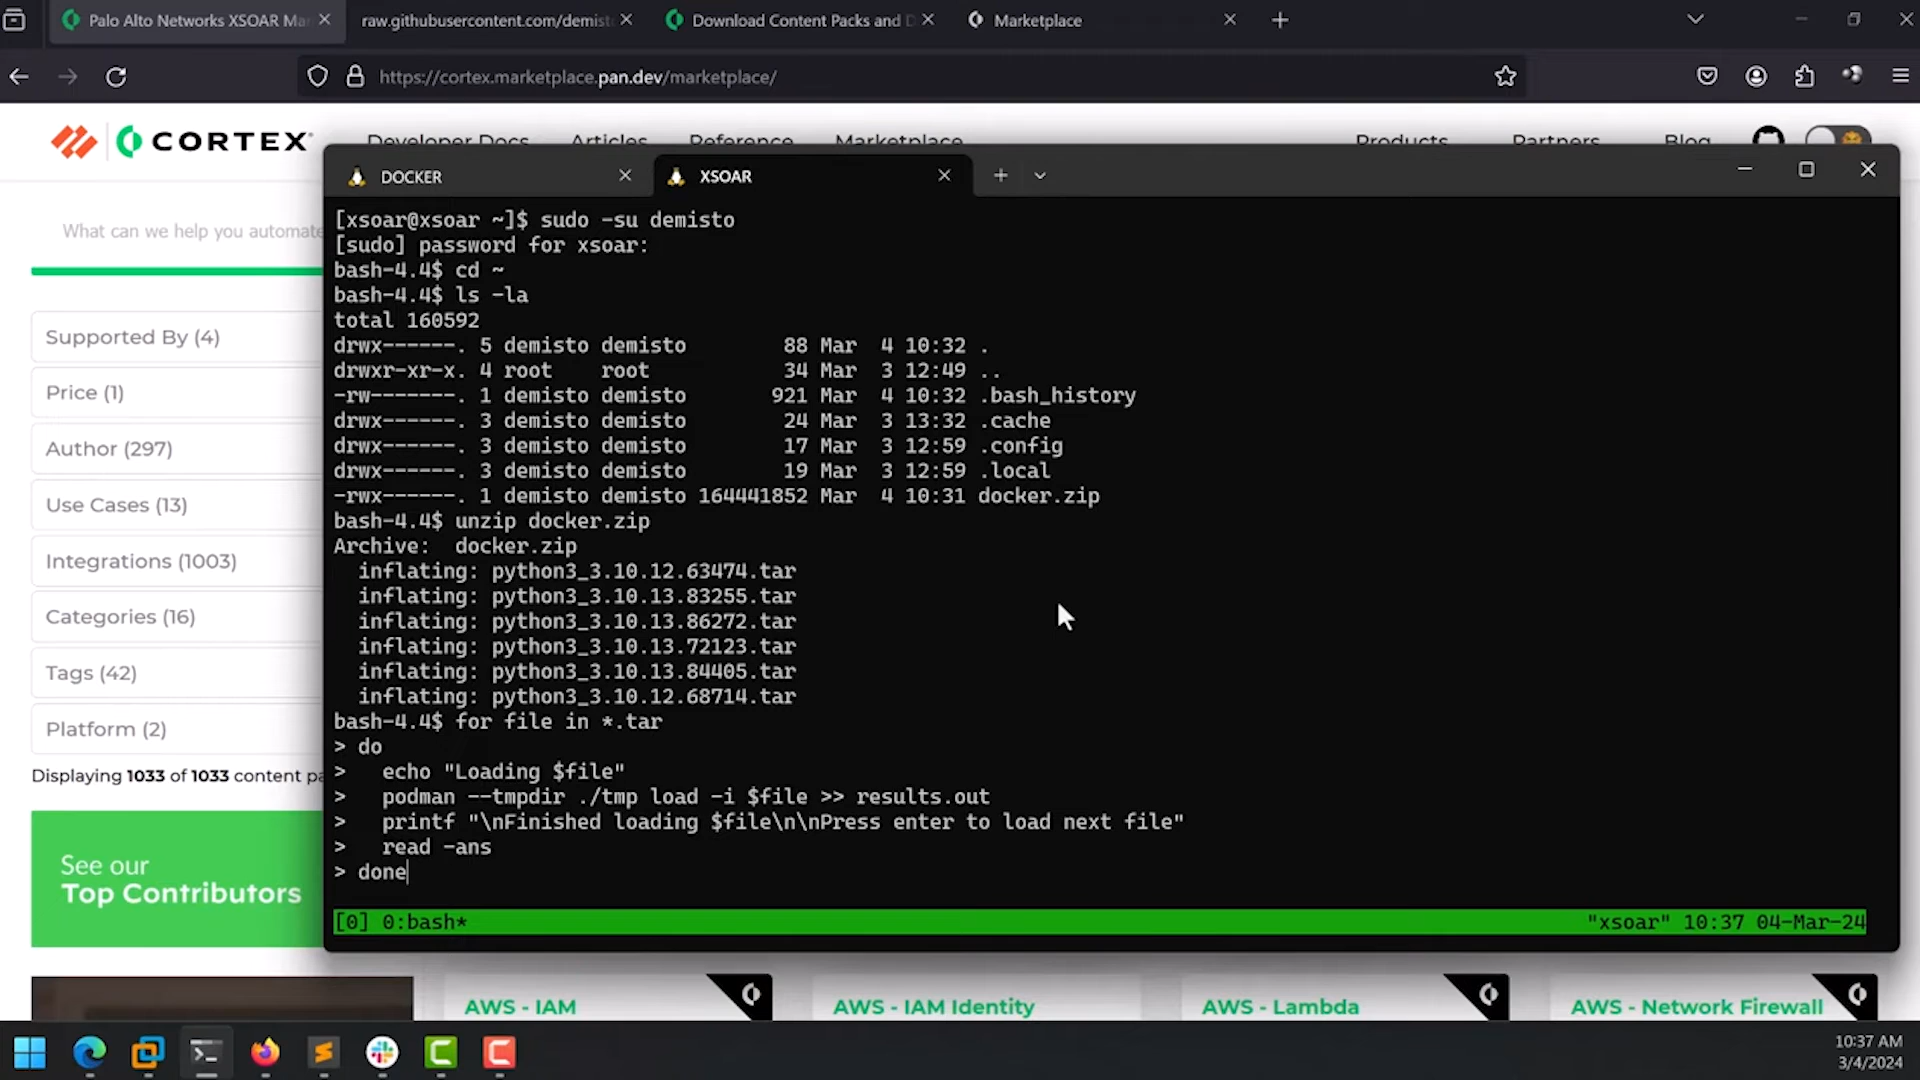 Palo Alto Networks XSOAR Mar
raw.githubusercontent.com/demist
Download Content Packs and D
Marketplace
https://cortex.marketplace.pan.dev/marketplace/
CORTEX
Developer Docs Articles Reference Marketplace Products Partners Blog
DOCKER
XSOAR
What can we help you automate
Supported By (4)
Price (1)
Author (297)
Use Cases (13)
Integrations (1003)
Categories (16)
Tags (42)
Platform (2)
Displaying 1033 of 1033 content pa
See our
Top Contributors
[xsoar@xsoar ~]$ sudo -su demisto
[sudo] password for xsoar:
bash-4.4$ cd ~
bash-4.4$ ls -la
total 160592
drwx------. 5 demisto demisto        88 Mar  4 10:32 .
drwxr-xr-x. 4 root    root           34 Mar  3 12:49 ..
-rw-------. 1 demisto demisto       921 Mar  4 10:32 .bash_history
drwx------. 3 demisto demisto        24 Mar  3 13:32 .cache
drwx------. 3 demisto demisto        17 Mar  3 12:59 .config
drwx------. 3 demisto demisto        19 Mar  3 12:59 .local
-rwx------. 1 demisto demisto 164441852 Mar  4 10:31 docker.zip
bash-4.4$ unzip docker.zip
Archive:  docker.zip
  inflating: python3_3.10.12.63474.tar
  inflating: python3_3.10.13.83255.tar
  inflating: python3_3.10.13.86272.tar
  inflating: python3_3.10.13.72123.tar
  inflating: python3_3.10.13.84405.tar
  inflating: python3_3.10.12.68714.tar
bash-4.4$ for file in *.tar
> do
>   echo "Loading $file"
>   podman --tmpdir ./tmp load -i $file >> results.out
>   printf "\nFinished loading $file\n\nPress enter to load next file"
>   read -ans
> done
[0] 0:bash* "xsoar" 10:37 04-Mar-24
AWS - IAM
AWS - IAM Identity
AWS - Lambda
AWS - Network Firewall
10:37 AM
3/4/2024